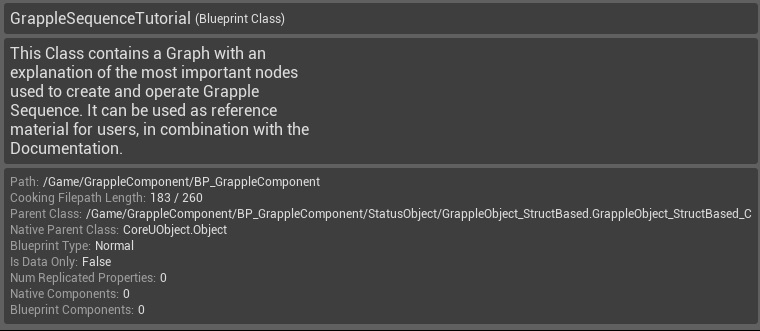 GrappleSequenceTutorial (Blueprint Class)
This Class contains a Graph with an
explanation of the most important nodes
used to create and operate Grapple
Sequence. It can be used as reference
material for users, in combination with the
Documentation.
Path: /Game/GrappleComponent/BP_GrappleComponent
Cooking Filepath Length: 183 / 260
Parent Class: /Game/GrappleComponent/BP_GrappleComponent/StatusObject/GrappleObject_StructBased.GrappleObject_StructBased_C
Native Parent Class: CoreUObject.Object
Blueprint Type: Normal
Is Data Only: False
Num Replicated Properties: 0
Native Components: 0
Blueprint Components: 0